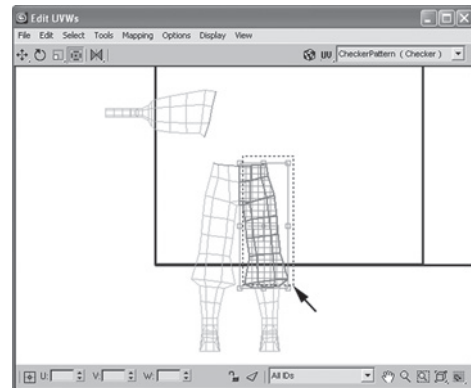 Edit UVWs
File Edit Select Tools Mapping Options Display View
UV CheckerPattern ( Checker )
U: V: W: All IDs